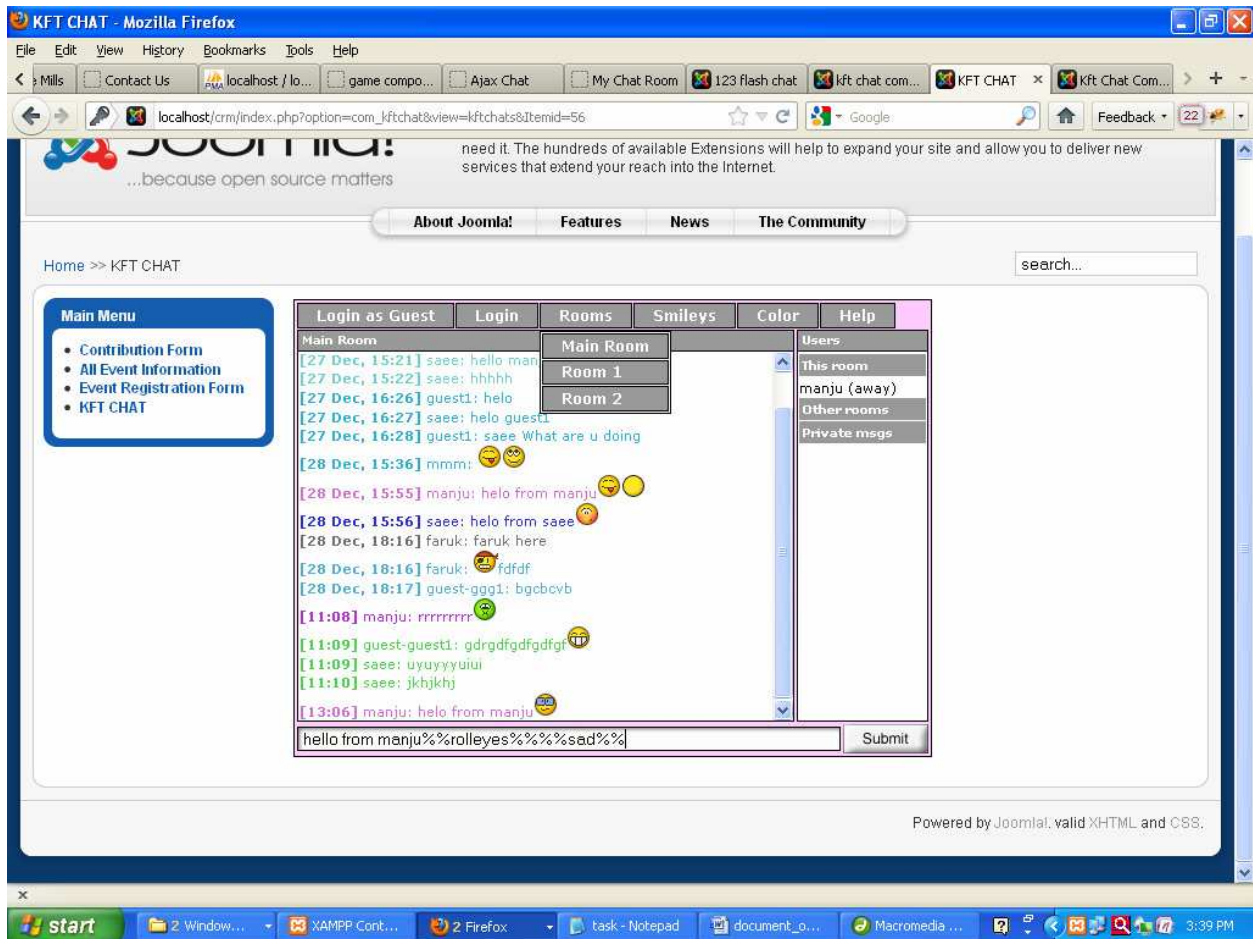 KFT CHAT - Mozilla Firefox
File Edit View History Bookmarks Tools Help
Mills Contact Us localhost / lo... game compo... Ajax Chat My Chat Room 123 flash chat kft chat com... KFT CHAT × Kft Chat Com...
localhost/crm/index.php?option=com_kftchat&view=kftchats&Itemid=56 Google Feedback 22
Joomla!
...because open source matters
need it. The hundreds of available Extensions will help to expand your site and allow you to deliver new
services that extend your reach into the Internet.
About Joomla! Features News The Community
Home >> KFT CHAT
search...
Main Menu
Contribution Form
All Event Information
Event Registration Form
KFT CHAT
Login as Guest Login Rooms Smileys Color Help
Main Room
Main Room
Room 1
Room 2
[27 Dec, 15:21] saee: hello man
[27 Dec, 15:22] saee: hhhhh
[27 Dec, 16:26] guest1: helo
[27 Dec, 16:27] saee: helo guest1
[27 Dec, 16:28] guest1: saee What are u doing
[28 Dec, 15:36] mmm:
[28 Dec, 15:55] manju: helo from manju
[28 Dec, 15:56] saee: helo from saee
[28 Dec, 18:16] faruk: faruk here
[28 Dec, 18:16] faruk: fdfdf
[28 Dec, 18:17] guest-ggg1: bgcbcvb
[11:08] manju: rrrrrrrrr
[11:09] guest-guest1: gdrgdfgdfgdfgf
[11:09] saee: uyuyyyuiui
[11:10] saee: jkhjkhj
[13:06] manju: helo from manju
Users
This room
manju (away)
Other rooms
Private msgs
hello from manju%%rolleyes%%%%sad%%
Submit
Powered by Joomla!. valid XHTML and CSS.
start 2 Window... XAMPP Cont... 2 Firefox task - Notepad document_o... Macromedia ... 3:39 PM